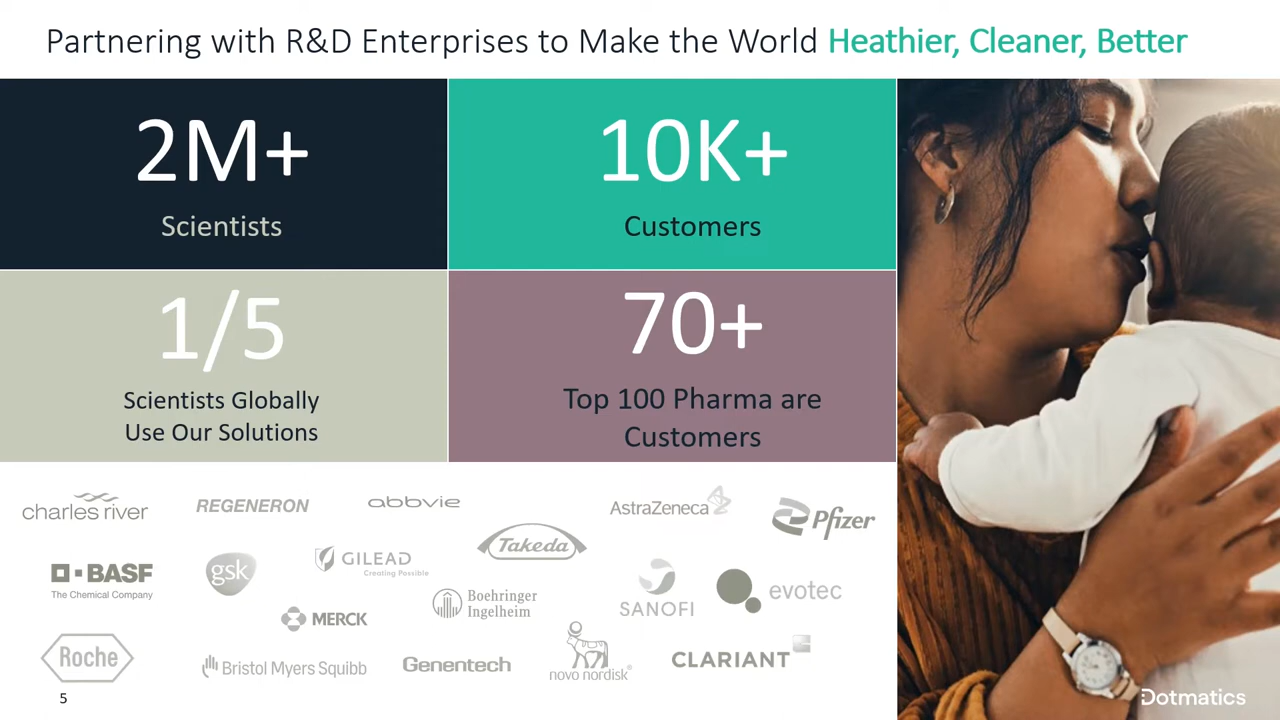 Partnering with R&D Enterprises to Make the World Heathier, Cleaner, Better
2M+
Scientists
10K+
Customers
1/5
Scientists Globally
Use Our Solutions
70+
Top 100 Pharma are
Customers
charles river
REGENERON
abbvie
AstraZeneca
Pfizer
Takeda
BASF
The Chemical Company
gsk
GILEAD
Creating Possible
SANOFI
evotec
Boehringer
Ingelheim
MERCK
Roche
Bristol Myers Squibb
Genentech
novo nordisk®
CLARIANT
5
Dotmatics